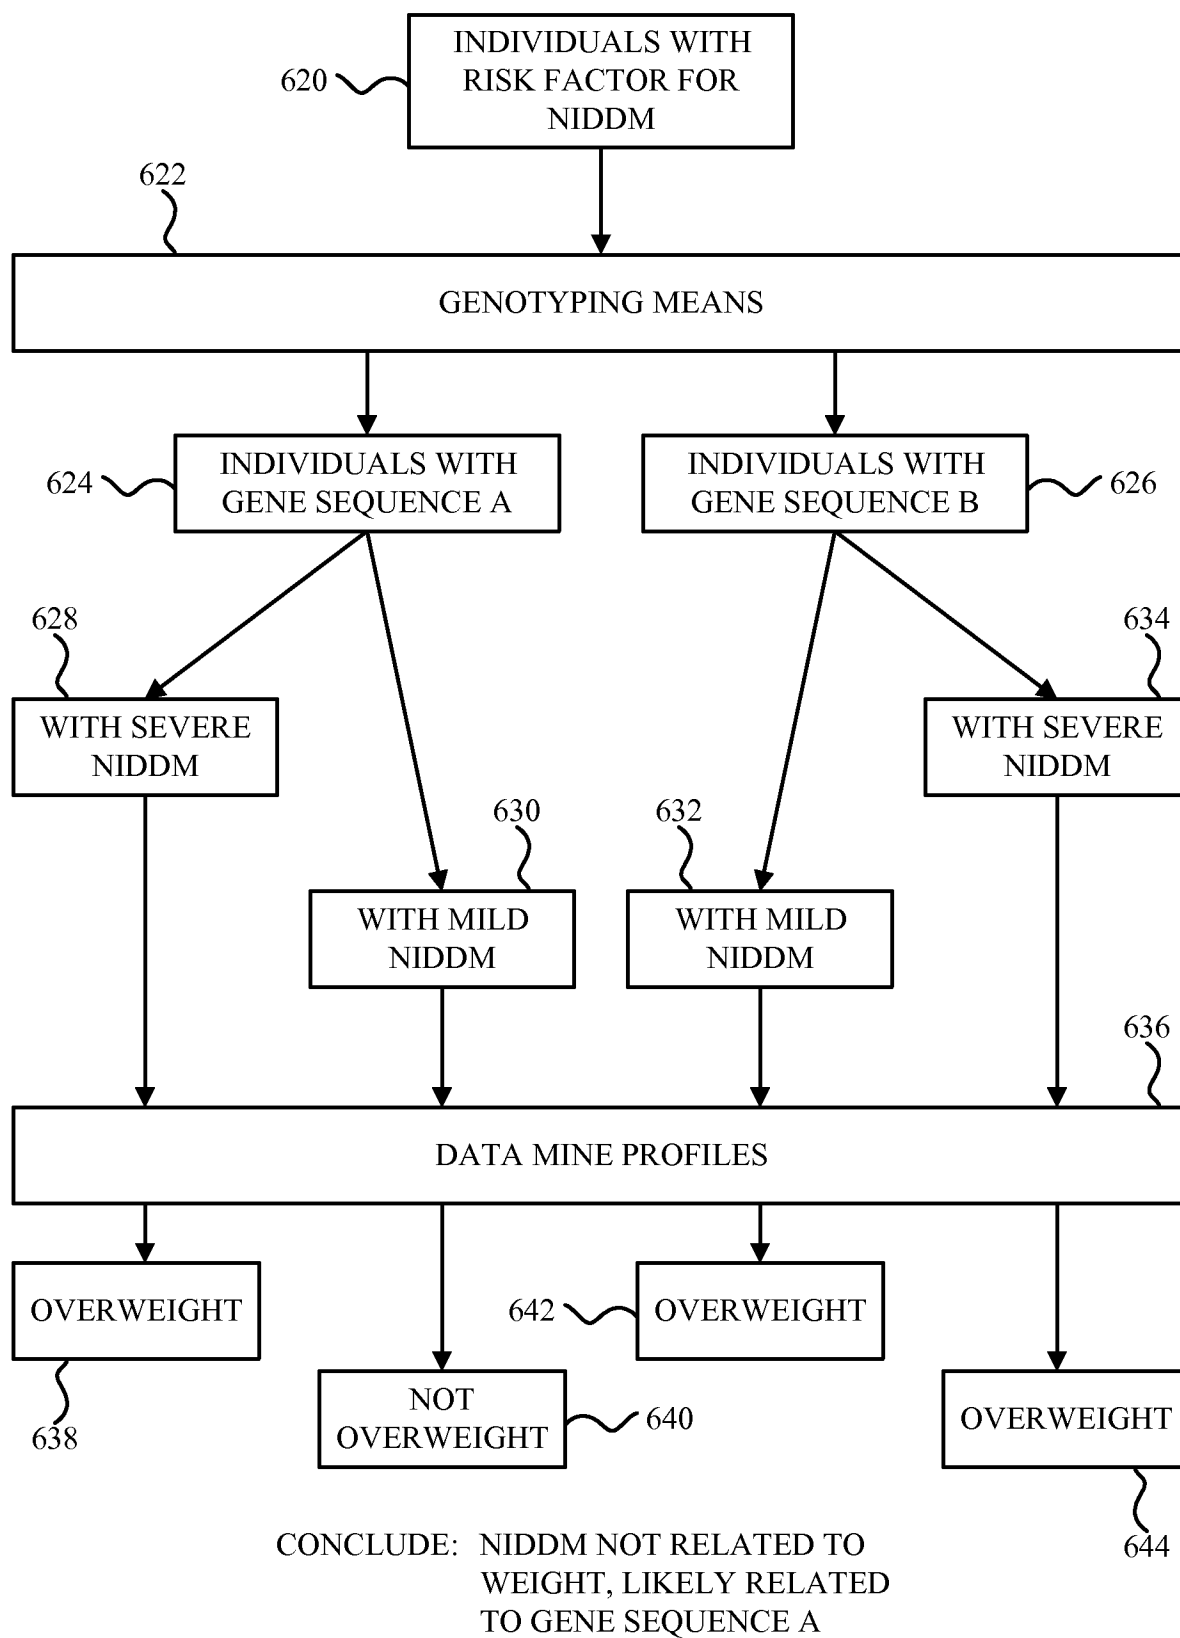 INDIVIDUALS WITH
RISK FACTOR FOR
NIDDM
620
622
GENOTYPING MEANS
INDIVIDUALS WITH
GENE SEQUENCE A
624
INDIVIDUALS WITH
GENE SEQUENCE B
626
628
634
WITH SEVERE
NIDDM
WITH SEVERE
NIDDM
630
632
WITH MILD
NIDDM
WITH MILD
NIDDM
636
DATA MINE PROFILES
OVERWEIGHT
642
OVERWEIGHT
638
NOT
OVERWEIGHT
640
OVERWEIGHT
644
CONCLUDE: NIDDM NOT RELATED TO
WEIGHT, LIKELY RELATED
TO GENE SEQUENCE A